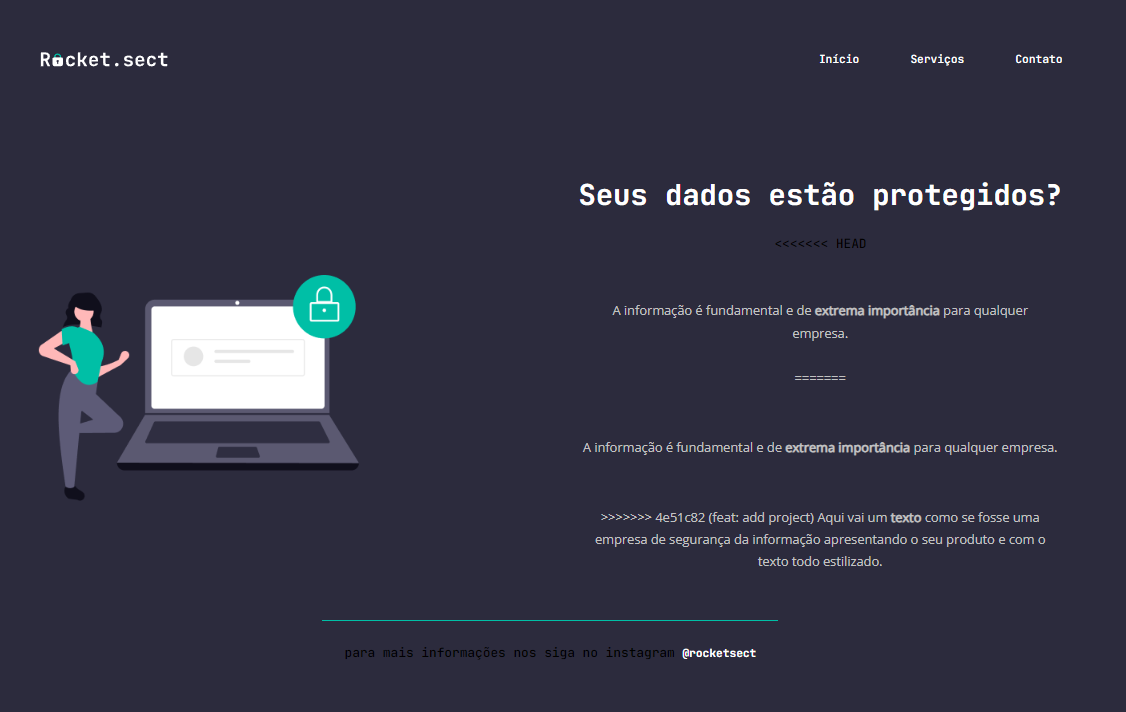 Rocket.sect
Início Serviços Contato
Seus dados estão protegidos?
<<<<<<< HEAD
A informação é fundamental e de extrema importância para qualquer
empresa.
=======
A informação é fundamental e de extrema importância para qualquer empresa.
>>>>>>> 4e51c82 (feat: add project) Aqui vai um texto como se fosse uma
empresa de segurança da informação apresentando o seu produto e com o
texto todo estilizado.
para mais informações nos siga no instagram @rocketsect